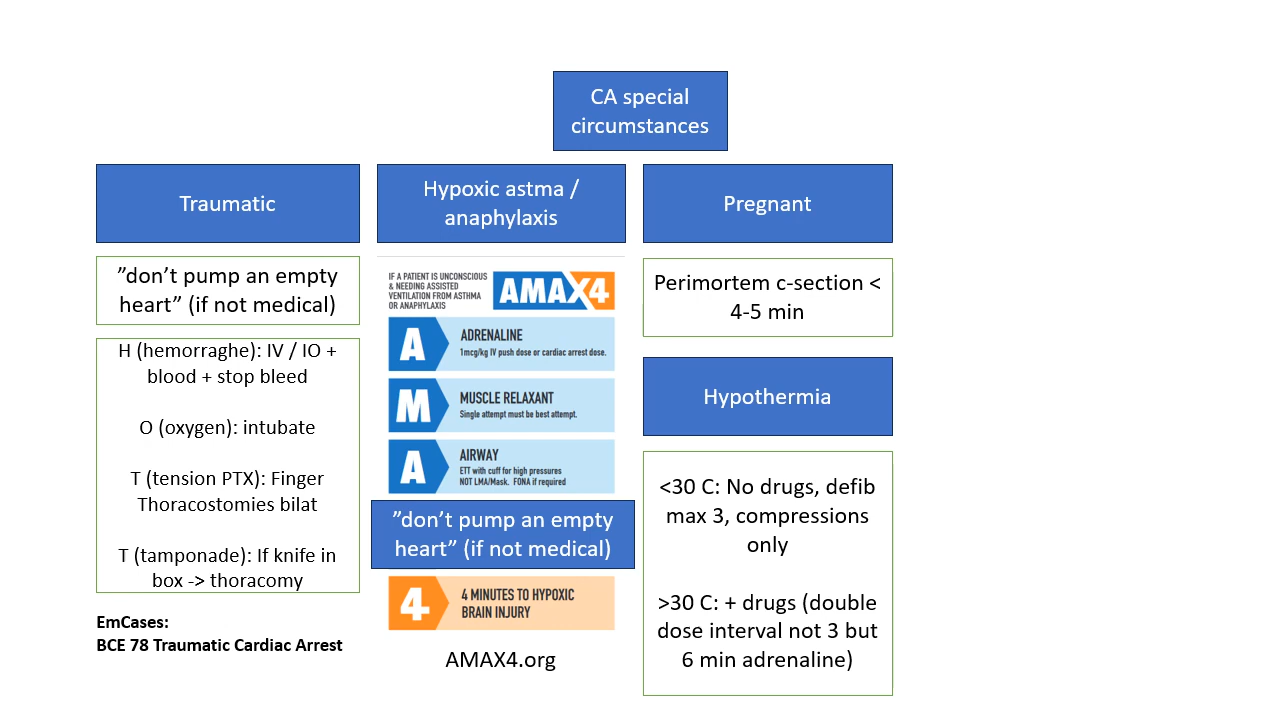 CA special
circumstances
Traumatic
”don’t pump an empty
heart” (if not medical)
H (hemorraghe): IV / IO +
blood + stop bleed
O (oxygen): intubate
T (tension PTX): Finger
Thoracostomies bilat
T (tamponade): If knife in
box -> thoracomy
EmCases:
BCE 78 Traumatic Cardiac Arrest
Hypoxic astma /
anaphylaxis
IF A PATIENT IS UNCONSCIOUS
& NEEDING ASSISTED
VENTILATION FROM ASTHMA
OR ANAPHYLAXIS
AMAX4
A
ADRENALINE
1mcg/kg IV push dose or cardiac arrest dose.
M
MUSCLE RELAXANT
Single attempt must be best attempt.
A
AIRWAY
ETT with cuff for high pressures
NOT LMA/Mask. FONA if required
”don’t pump an empty
heart” (if not medical)
4
4 MINUTES TO HYPOXIC
BRAIN INJURY
AMAX4.org
Pregnant
Perimortem c-section <
4-5 min
Hypothermia
<30 C: No drugs, defib
max 3, compressions
only
>30 C: + drugs (double
dose interval not 3 but
6 min adrenaline)